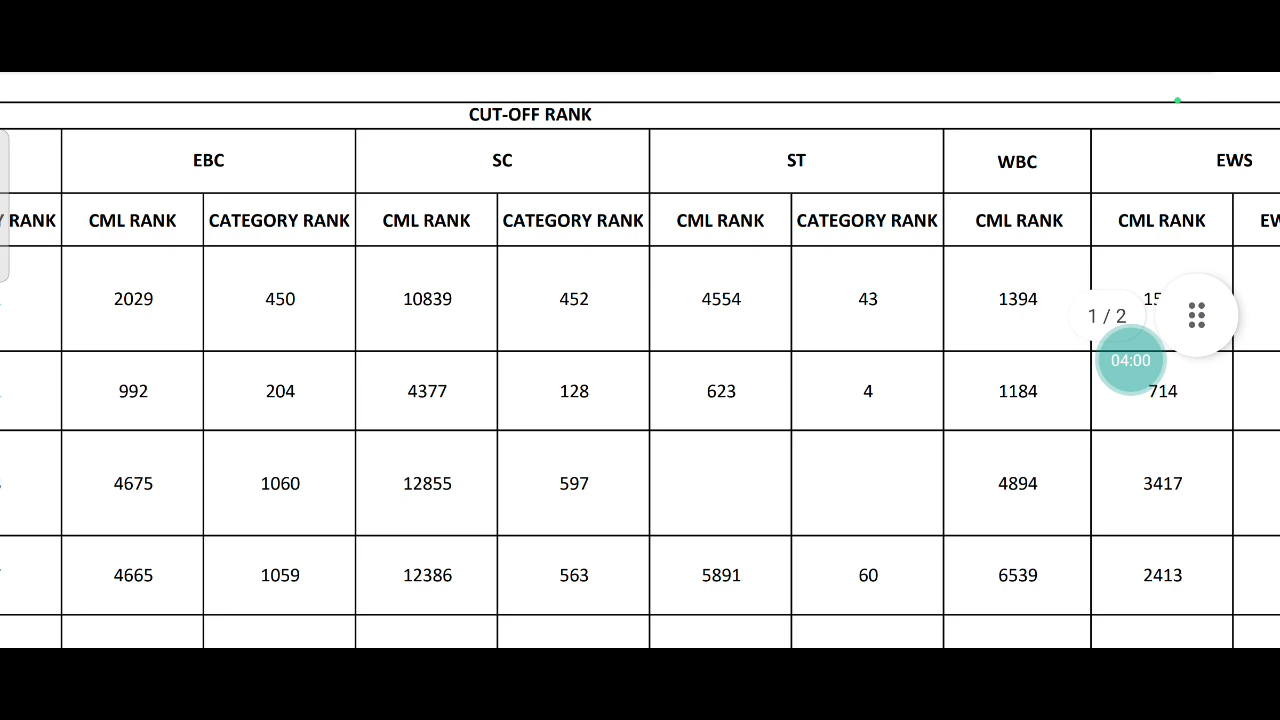 CUT-OFF RANK
EBC SC ST WBC EWS
RANK CML RANK CATEGORY RANK CML RANK CATEGORY RANK CML RANK CATEGORY RANK CML RANK CML RANK
2029 450 10839 452 4554 43 1394
1 / 2
04:00
992 204 4377 128 623 4 1184 714
4675 1060 12855 597 4894 3417
4665 1059 12386 563 5891 60 6539 2413